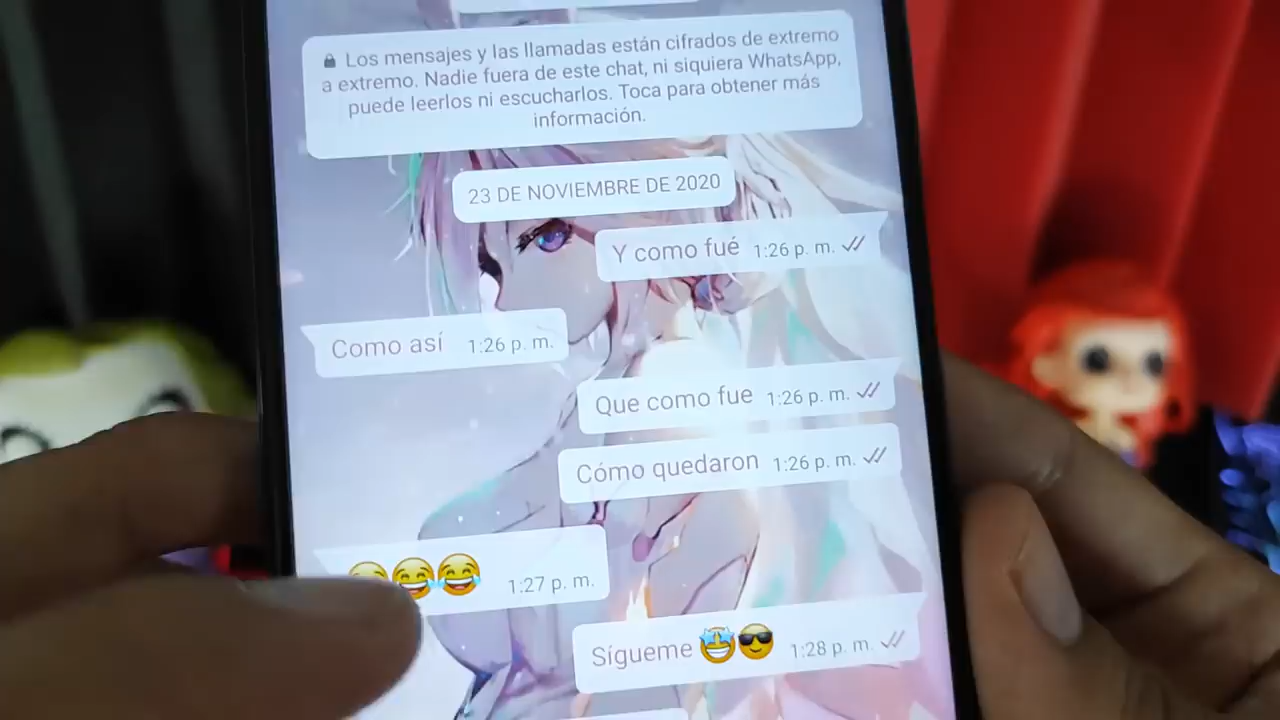 Los mensajes y las llamadas están cifrados de extremo
a extremo. Nadie fuera de este chat, ni siquiera WhatsApp,
puede leerlos ni escucharlos. Toca para obtener más
información.
23 DE NOVIEMBRE DE 2020
Y como fué 1:26 p. m.
Como así 1:26 p. m.
Que como fue 1:26 p. m.
Cómo quedaron 1:26 p. m.
😂😂😂 1:27 p. m.
Sígueme 🤩😎 1:28 p. m.